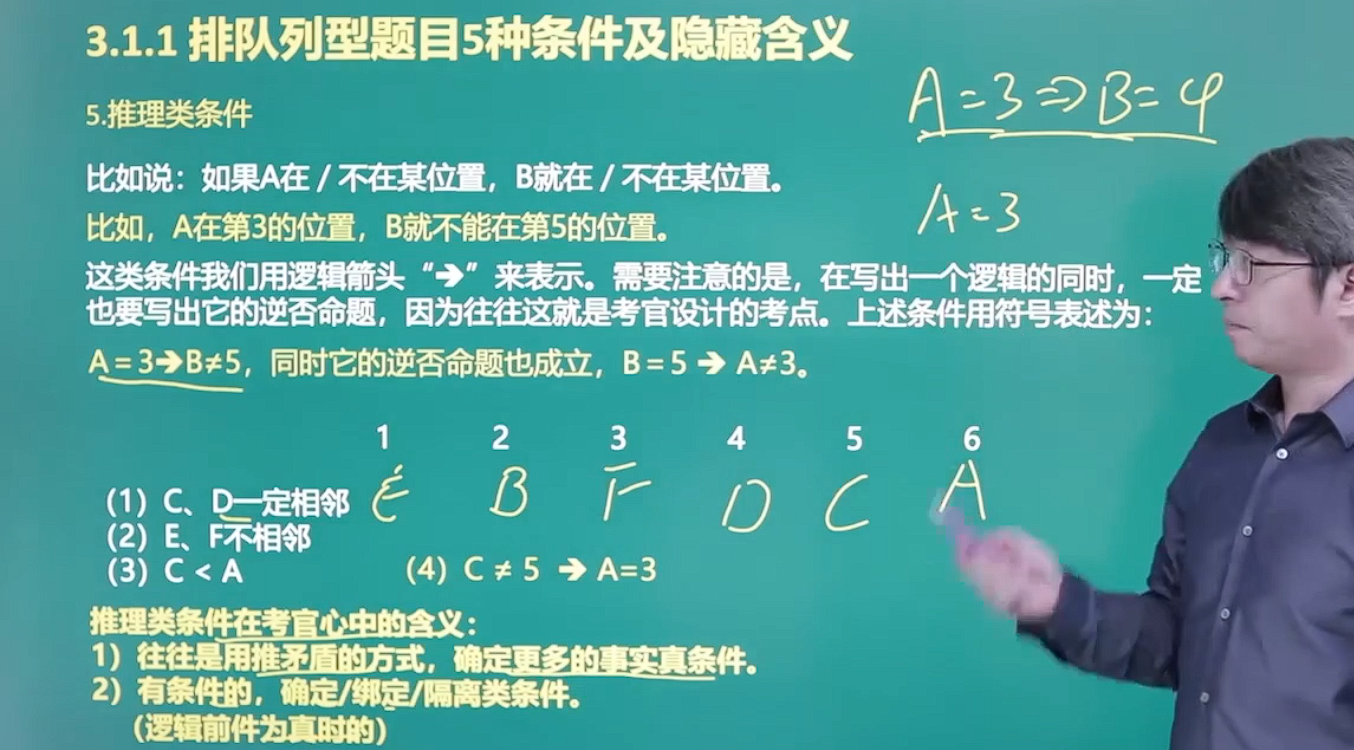 3.1.1 排队列型题目5种条件及隐藏含义
A=3⇒B=4
5.推理类条件
比如说：如果A在 / 不在某位置，B就在 / 不在某位置。
A=3
比如，A在第3的位置，B就不能在第5的位置。
这类条件我们用逻辑箭头“➔”来表示。需要注意的是，在写出一个逻辑的同时，一定
也要写出它的逆否命题，因为往往这就是考官设计的考点。上述条件用符号表述为：
A = 3➔B≠5，同时它的逆否命题也成立，B = 5 ➔ A≠3。
1 2 3 4 5 6
（1）C、D一定相邻 E B F D C A
（2）E、F不相邻
（3）C < A （4）C ≠ 5 ➔ A=3
推理类条件在考官心中的含义：
1）往往是用推矛盾的方式，确定更多的事实真条件。
2）有条件的，确定/绑定/隔离类条件。
（逻辑前件为真时的）